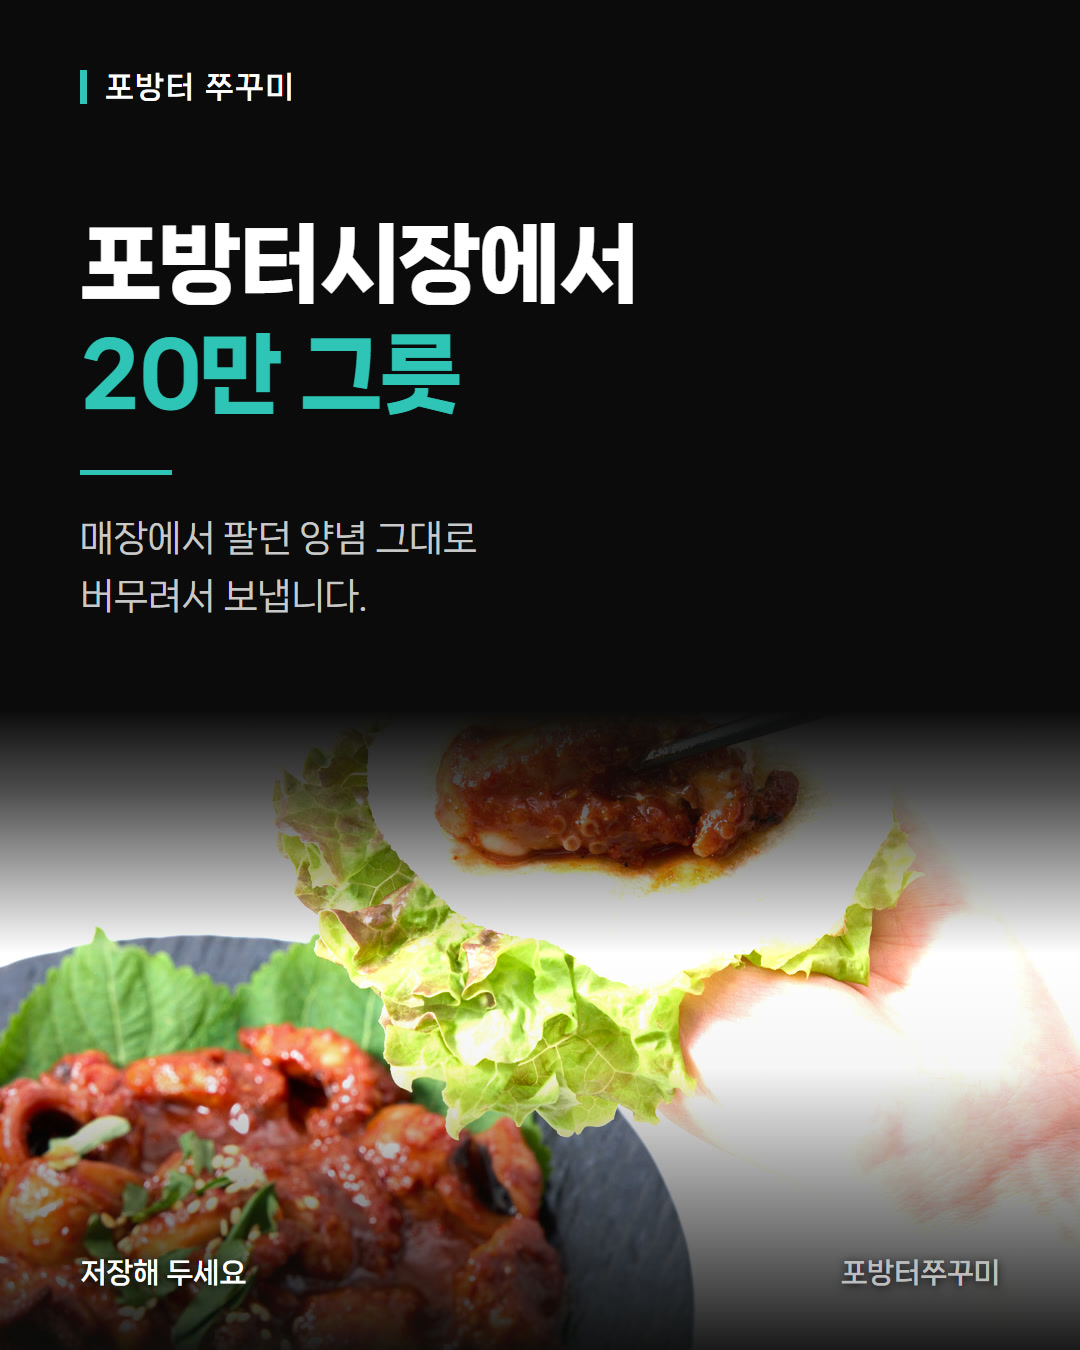 포방터 쭈꾸미
포방터시장에서
20만 그릇
매장에서 팔던 양념 그대로
버무려서 보냅니다.
저장해 두세요
포방터쭈꾸미